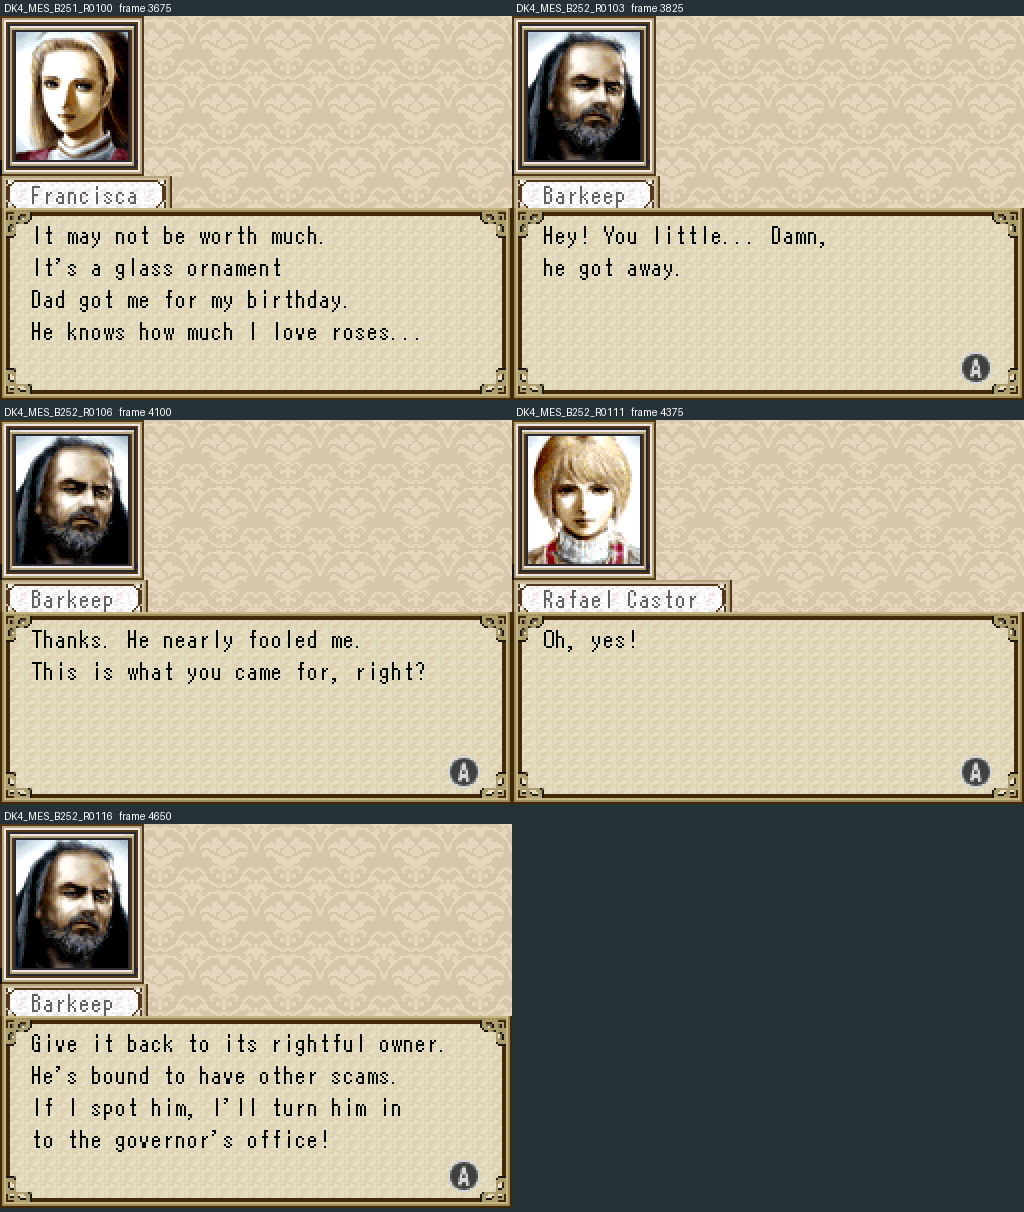 DK4_MES_B251_R0100 frame 3675
Francisca
It may not be worth much.
It's a glass ornament
Dad got me for my birthday.
He knows how much I love roses...
DK4_MES_B252_R0103 frame 3825
Barkeep
Hey! You little... Damn,
he got away.
A
DK4_MES_B252_R0106 frame 4100
Barkeep
Thanks. He nearly fooled me.
This is what you came for, right?
A
DK4_MES_B252_R0111 frame 4375
Rafael Castor
Oh, yes!
A
DK4_MES_B252_R0116 frame 4650
Barkeep
Give it back to its rightful owner.
He's bound to have other scams.
If I spot him, I'll turn him in
to the governor's office!
A